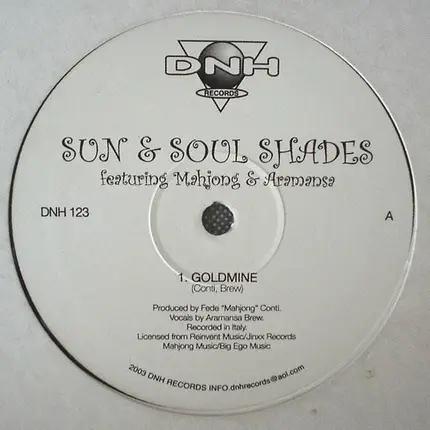 DNH
RECORDS
SUN & SOUL SHADES
featuring Mahjong & Aramansa
DNH 123
A
1. GOLDMINE
(Conti, Brew)
Produced by Fede "Mahjong" Conti.
Vocals by Aramansa Brew.
Recorded in Italy.
Licensed from Reinvent Music/Jinxx Records
Mahjong Music/Big Ego Music
2003 DNH RECORDS INFO.dnhrecords@aol.com